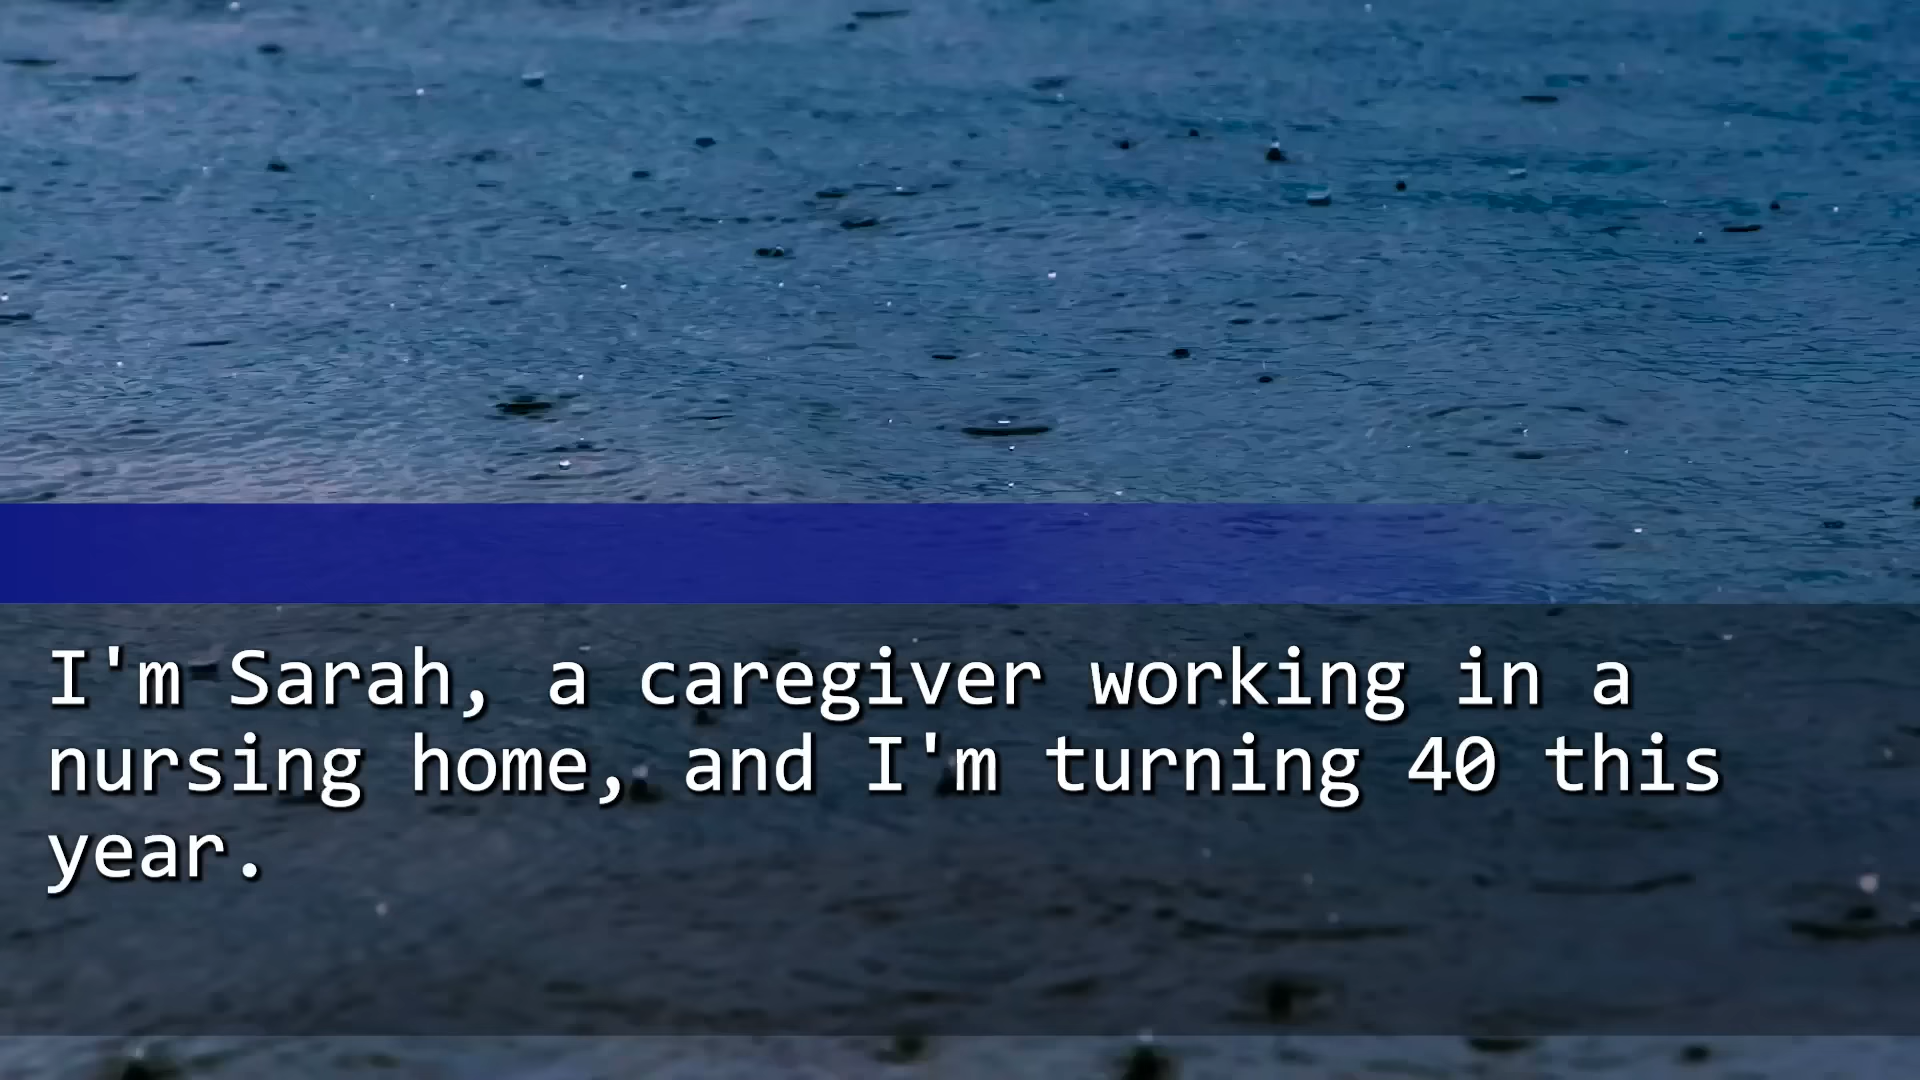 I'm Sarah, a caregiver working in a
nursing home, and I'm turning 40 this
year.